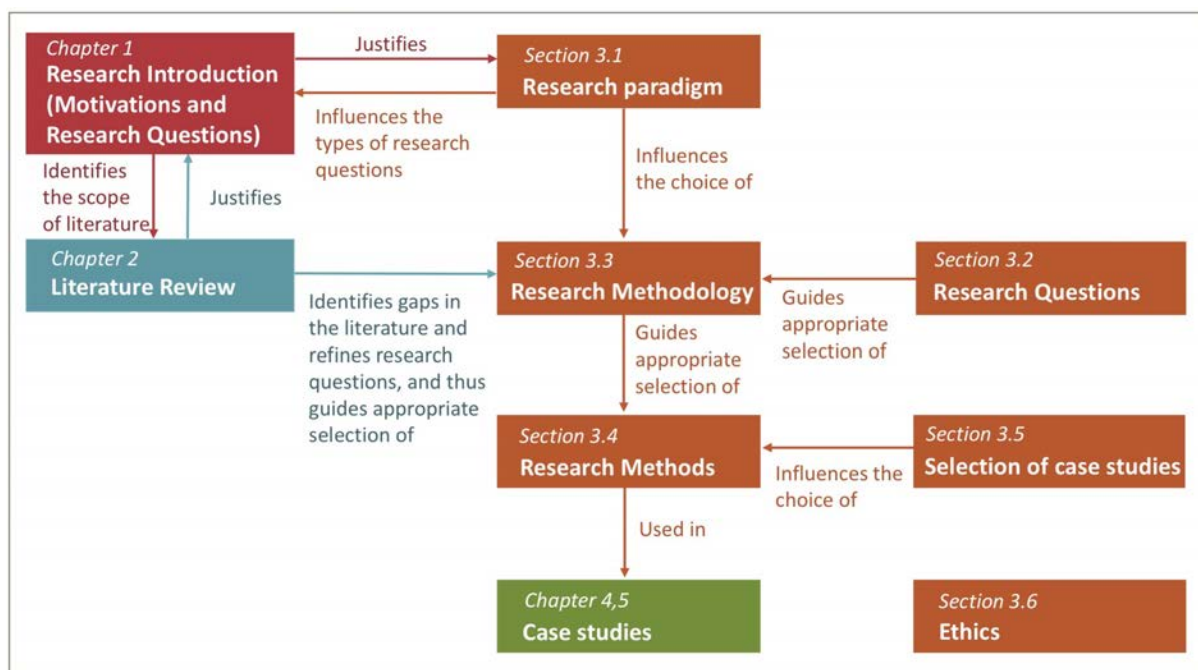 Chapter 1
Research Introduction
(Motivations and
Research Questions)
Justifies
Section 3.1
Research paradigm
Influences the
types of research
questions
Identifies
the scope
of literature
Justifies
Influences
the choice of
Chapter 2
Literature Review
Identifies gaps in
the literature and
refines research
questions, and thus
guides appropriate
selection of
Section 3.3
Research Methodology
Guides
appropriate
selection of
Section 3.2
Research Questions
Guides
appropriate
selection of
Section 3.4
Research Methods
Influences the
choice of
Section 3.5
Selection of case studies
Used in
Chapter 4,5
Case studies
Section 3.6
Ethics